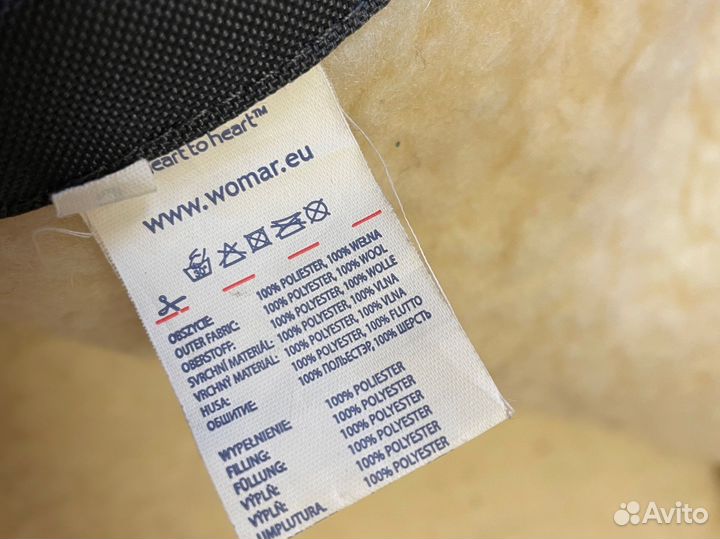 heart to heart™
www.womar.eu
30°
OBSZYCIE: 100% POLIESTER, 100% WEŁNA
OUTER FABRIC: 100% POLYESTER, 100% WOOL
OBERSTOFF: 100% POLYESTER, 100% WOLLE
SVRCHNÍ MATERIÁL: 100% POLYESTER, 100% VLNA
VRCHNÝ MATERIÁL: 100% POLYESTER, 100% VLNA
HUSA: 100% POLYESTER, 100% FLUTTO
ОБШИТИЕ: 100% ПОЛЬЕСТЭР, 100% ШЕРСТЬ
WYPEŁNIENIE: 100% POLIESTER
FILLING: 100% POLYESTER
FÜLLUNG: 100% POLYESTER
VÝPLŇ: 100% POLYESTER
VÝPLŇ: 100% POLYESTER
UMPLUTURA 100% POLYESTER
Avito